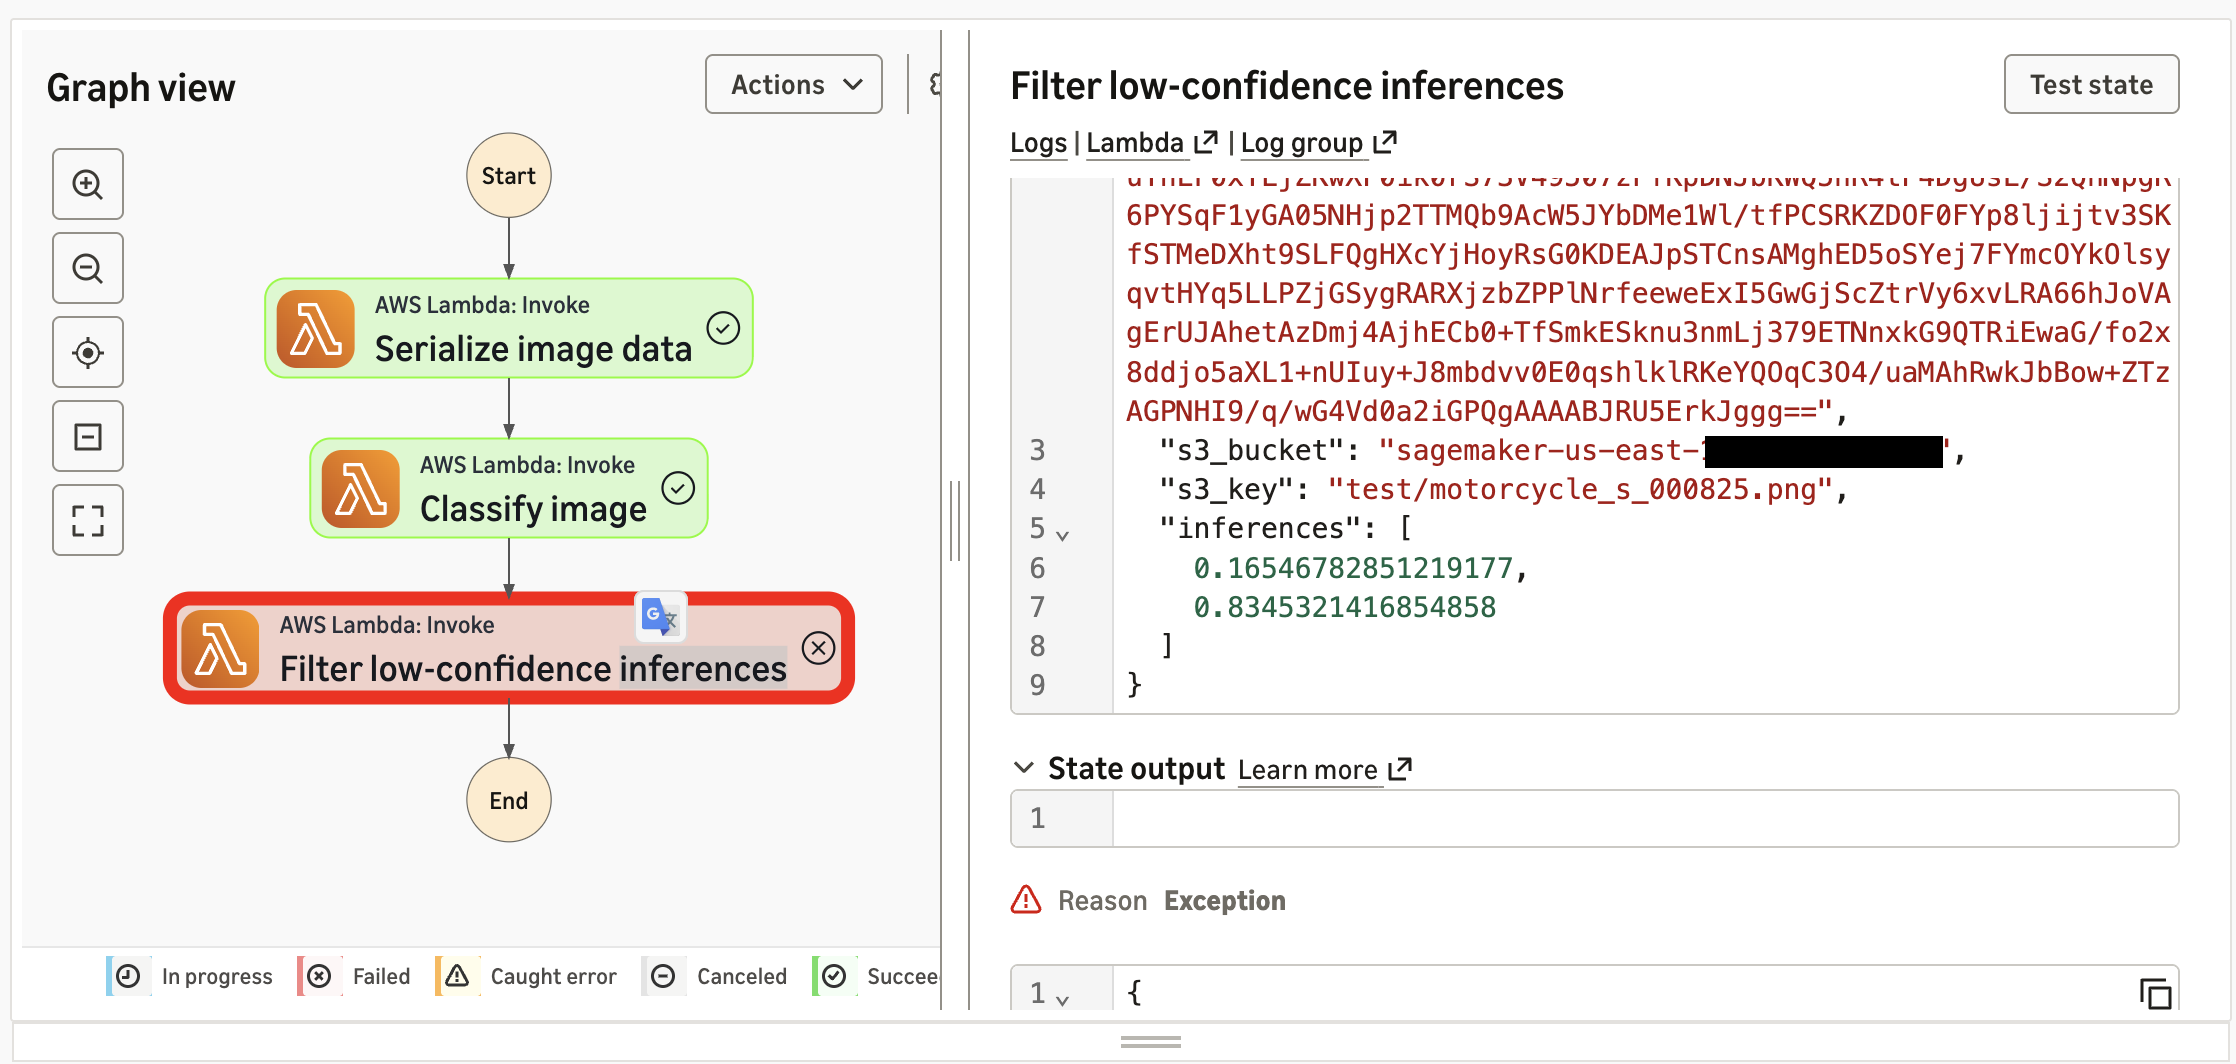 Graph view
Actions
Start
AWS Lambda: Invoke
Serialize image data
AWS Lambda: Invoke
Classify image
AWS Lambda: Invoke
Filter low-confidence inferences
End
In progress
Failed
Caught error
Canceled
Filter low-confidence inferences
Test state
Logs | Lambda | Log group
6PYSqF1yGA05NHjp2TTMQb9AcW5JYbDMe1Wl/tfPCSRKZDOF0FYp8ljijtv3SK
fSTMeDXht9SLFQgHXcYjHoyRsG0KDEAJpSTCnsAMghED5oSYej7FYmcOYkOlsy
qvtHYq5LLPZjGSygRARXjzbZPPlNrfeeweExI5GwGjScZtrVy6xvLRA66hJoVA
gErUJAhetAzDmj4AjhECb0+TfSmkESknu3nmLj379ETNnxkG9QTRiEwaG/fo2x
8ddjo5aXL1+nUIuy+J8mbdvv0E0qshlklRKeYQOqC3O4/uaMAhRwkJbBow+ZTz
AGPNHI9/q/wG4Vd0a2iGPQgAAAABJRU5ErkJggg==",
3 "s3_bucket": "sagemaker-us-east-
4 "s3_key": "test/motorcycle_s_000825.png",
5 "inferences": [
6 0.16546782851219177,
7 0.8345321416854858
8 ]
9 }
State output Learn more
1
Reason Exception
1 {